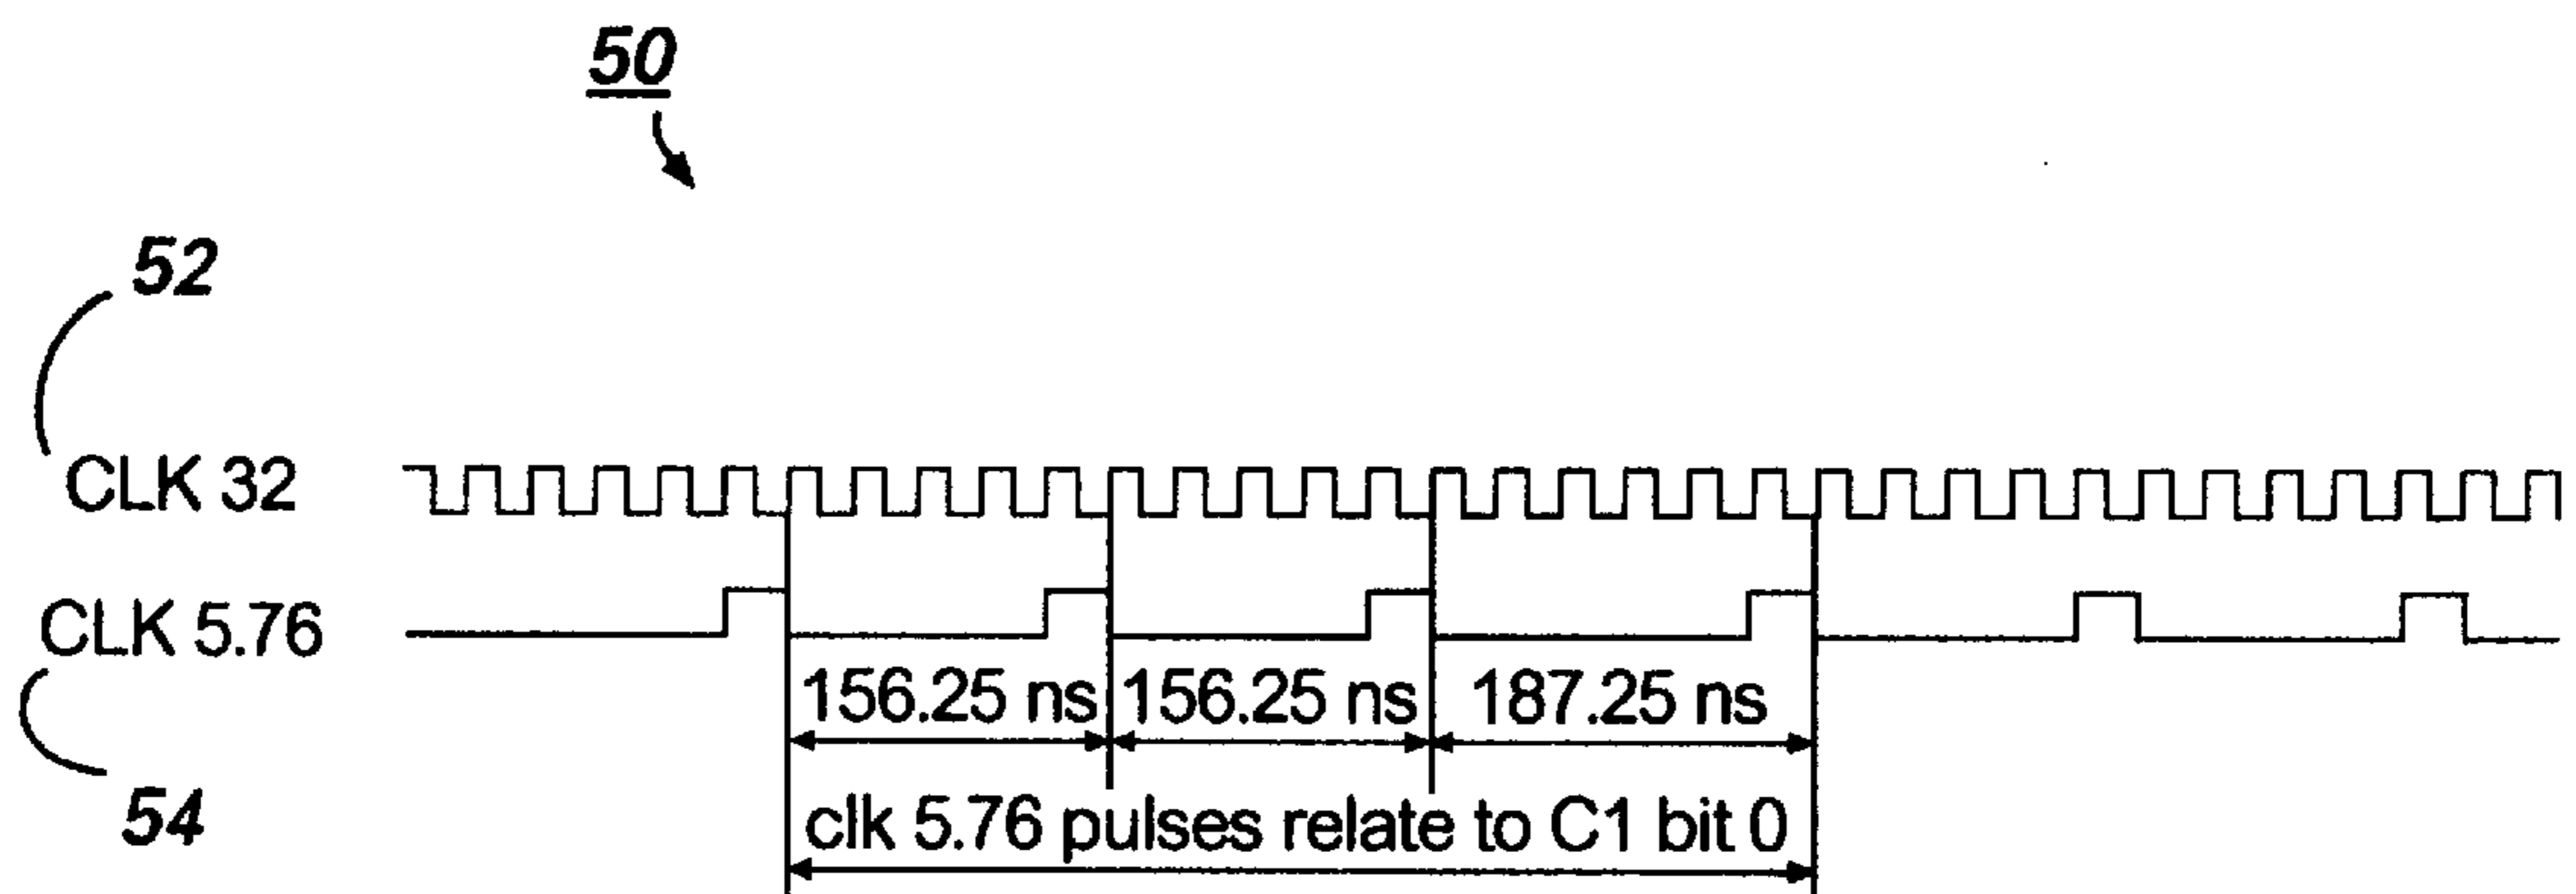 50
52
CLK 32
CLK 5.76
156.25 ns 156.25 ns 187.25 ns
54
clk 5.76 pulses relate to C1 bit 0